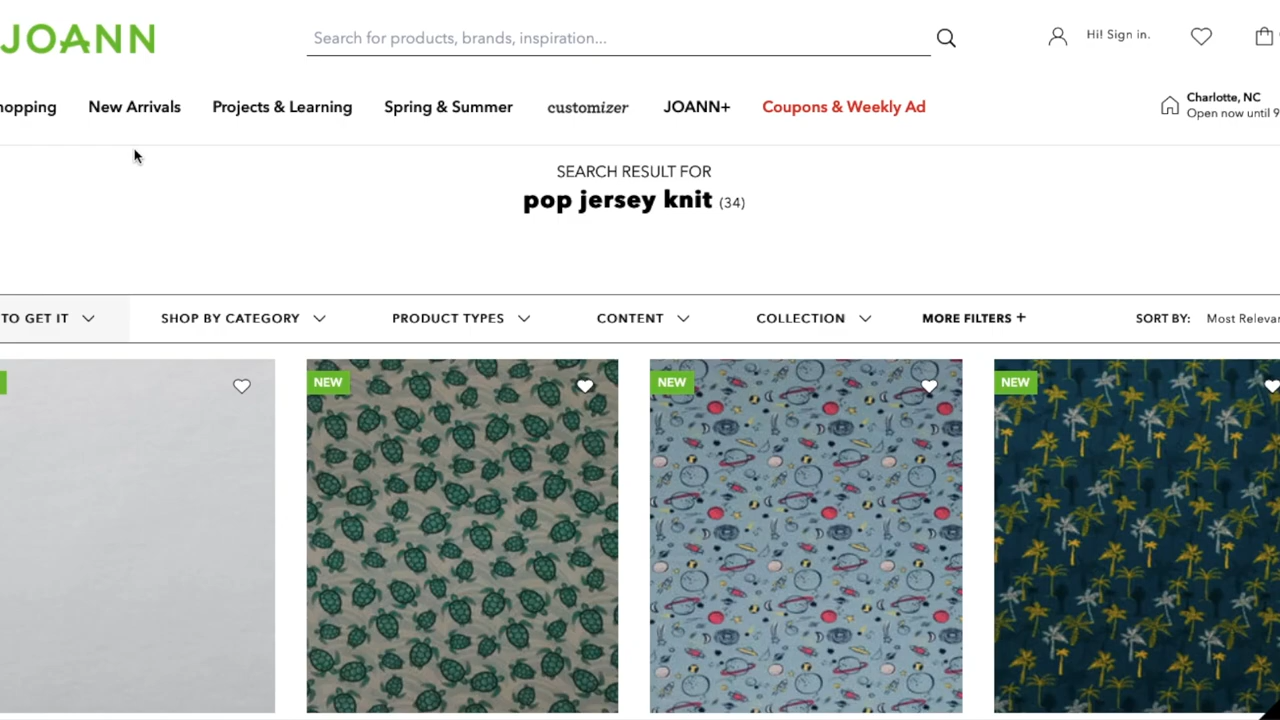 JOANN
Search for products, brands, inspiration...
Hi! Sign in.
hopping
New Arrivals
Projects & Learning
Spring & Summer
customizer
JOANN+
Coupons & Weekly Ad
Charlotte, NC
Open now until 9
SEARCH RESULT FOR
pop jersey knit (34)
TO GET IT
SHOP BY CATEGORY
PRODUCT TYPES
CONTENT
COLLECTION
MORE FILTERS +
SORT BY:
Most Relevan
NEW
NEW
NEW